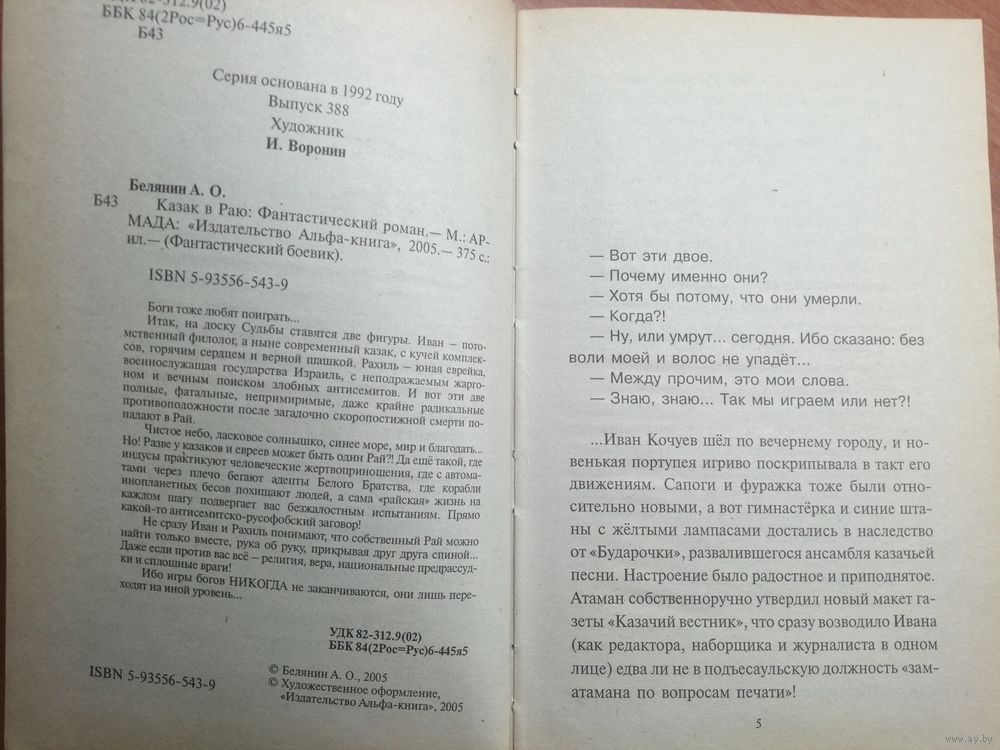 УДК 82-312.9(02)
ББК 84(2Рос=Рус)6-445я5
Б43
Серия основана в 1992 году
Выпуск 388
Художник
И. Воронин
Белянин А. О.
Б43 Казак в Раю: Фантастический роман.— М.: АР-
МАДА: «Издательство Альфа-книга», 2005.— 375 с.:
ил.— (Фантастический боевик).
ISBN 5-93556-543-9
Боги тоже любят поиграть...
Итак, на доску Судьбы ставятся две фигуры. Иван — пото-
мственный филолог, а ныне современный казак, с кучей комплек-
сов, горячим сердцем и верной шашкой. Рахиль — юная еврейка,
военнослужащая государства Израиль, с неподражаемым жарго-
ном и вечным поиском злобных антисемитов. И вот эти две
полные, фатальные, непримиримые, даже крайне радикальные
противоположности после загадочно скоропостижной смерти по-
падают в Рай.
Чистое небо, ласковое солнышко, синее море, мир и благодать...
Но! Разве у казаков и евреев может быть один Рай?! Да ещё такой, где
индусы практикуют человеческие жертвоприношения, где с автома-
тами через плечо бегают адепты Белого Братства, где корабли
инопланетных бесов похищают людей, а сама «райская» жизнь на
каждом шагу подвергает вас безжалостным испытаниям. Прямо
какой-то антисемитско-русофобский заговор!
Не сразу Иван и Рахиль понимают, что собственный Рай можно
найти только вместе, рука об руку, прикрывая друг друга спиной...
Даже если против вас всё — религия, вера, национальные предрассуд-
ки и сплошные враги!
Ибо игры богов НИКОГДА не заканчиваются, они лишь пере-
ходят на иной уровень...
УДК 82-312.9(02)
ББК 84(2Рос=Рус)6-445я5
© Белянин А. О., 2005
© Художественное оформление,
«Издательство Альфа-книга», 2005
ISBN 5-93556-543-9
— Вот эти двое.
— Почему именно они?
— Хотя бы потому, что они умерли.
— Когда?!
— Ну, или умрут... сегодня. Ибо сказано: без
воли моей и волос не упадёт...
— Между прочим, это мои слова.
— Знаю, знаю... Так мы играем или нет?!
...Иван Кочуев шёл по вечернему городу, и но-
венькая портупея игриво поскрипывала в такт его
движениям. Сапоги и фуражка тоже были отно-
сительно новыми, а вот гимнастёрка и синие шта-
ны с жёлтыми лампасами достались в наследство
от «Бударочки», развалившегося ансамбля казачьей
песни. Настроение было радостное и приподнятое.
Атаман собственноручно утвердил новый макет га-
зеты «Казачий вестник», что сразу возводило Ивана
(как редактора, наборщика и журналиста в одном
лице) едва ли не в подъесаульскую должность «зам-
атамана по вопросам печати»!
5
www.ay.by